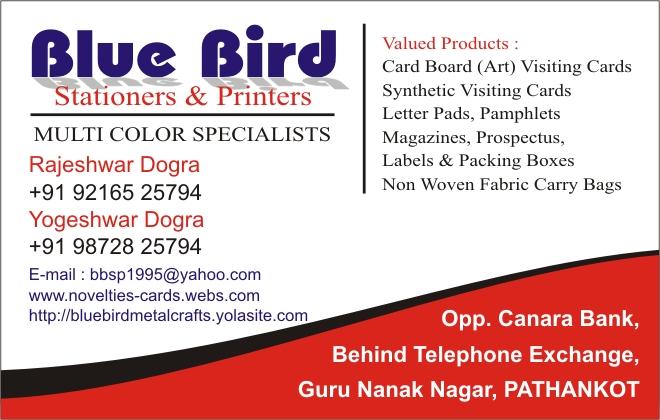 Blue Bird
Stationers & Printers
MULTI COLOR SPECIALISTS
Rajeshwar Dogra
+91 92165 25794
Yogeshwar Dogra
+91 98728 25794
E-mail : bbsp1995@yahoo.com
www.novelties-cards.webs.com
http://bluebirdmetalcrafts.yolasite.com
Valued Products :
Card Board (Art) Visiting Cards
Synthetic Visiting Cards
Letter Pads, Pamphlets
Magazines, Prospectus,
Labels & Packing Boxes
Non Woven Fabric Carry Bags
Opp. Canara Bank,
Behind Telephone Exchange,
Guru Nanak Nagar, PATHANKOT